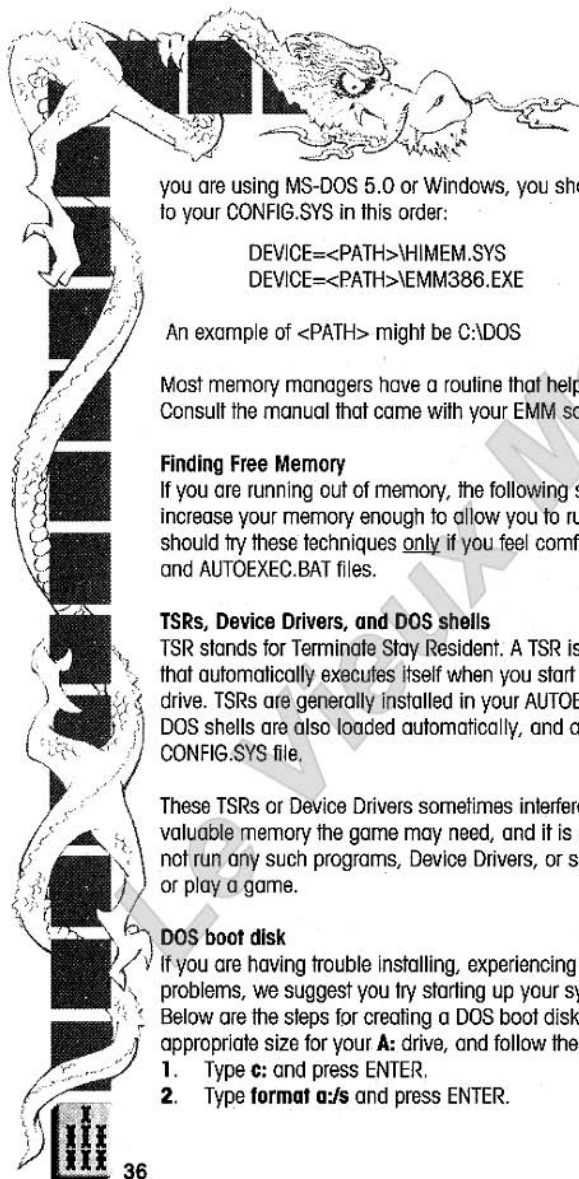 you are using MS-DOS 5.0 or Windows, you sho
to your CONFIG.SYS in this order:
DEVICE=<PATH>\HIMEM.SYS
DEVICE=<PATH>\EMM386.EXE
An example of <PATH> might be C:\DOS
Most memory managers have a routine that help
Consult the manual that came with your EMM so
Finding Free Memory
If you are running out of memory, the following s
increase your memory enough to allow you to ru
should try these techniques only if you feel comf
and AUTOEXEC.BAT files.
TSRs, Device Drivers, and DOS shells
TSR stands for Terminate Stay Resident. A TSR is
that automatically executes itself when you start
drive. TSRs are generally installed in your AUTOE
DOS shells are also loaded automatically, and a
CONFIG.SYS file.
These TSRs or Device Drivers sometimes interfere
valuable memory the game may need, and it is
not run any such programs, Device Drivers, or s
or play a game.
DOS boot disk
If you are having trouble installing, experiencing
problems, we suggest you try starting up your sy
Below are the steps for creating a DOS boot disk
appropriate size for your A: drive, and follow the
1. Type c: and press ENTER.
2. Type format a:/s and press ENTER.
36
Le Vieux M